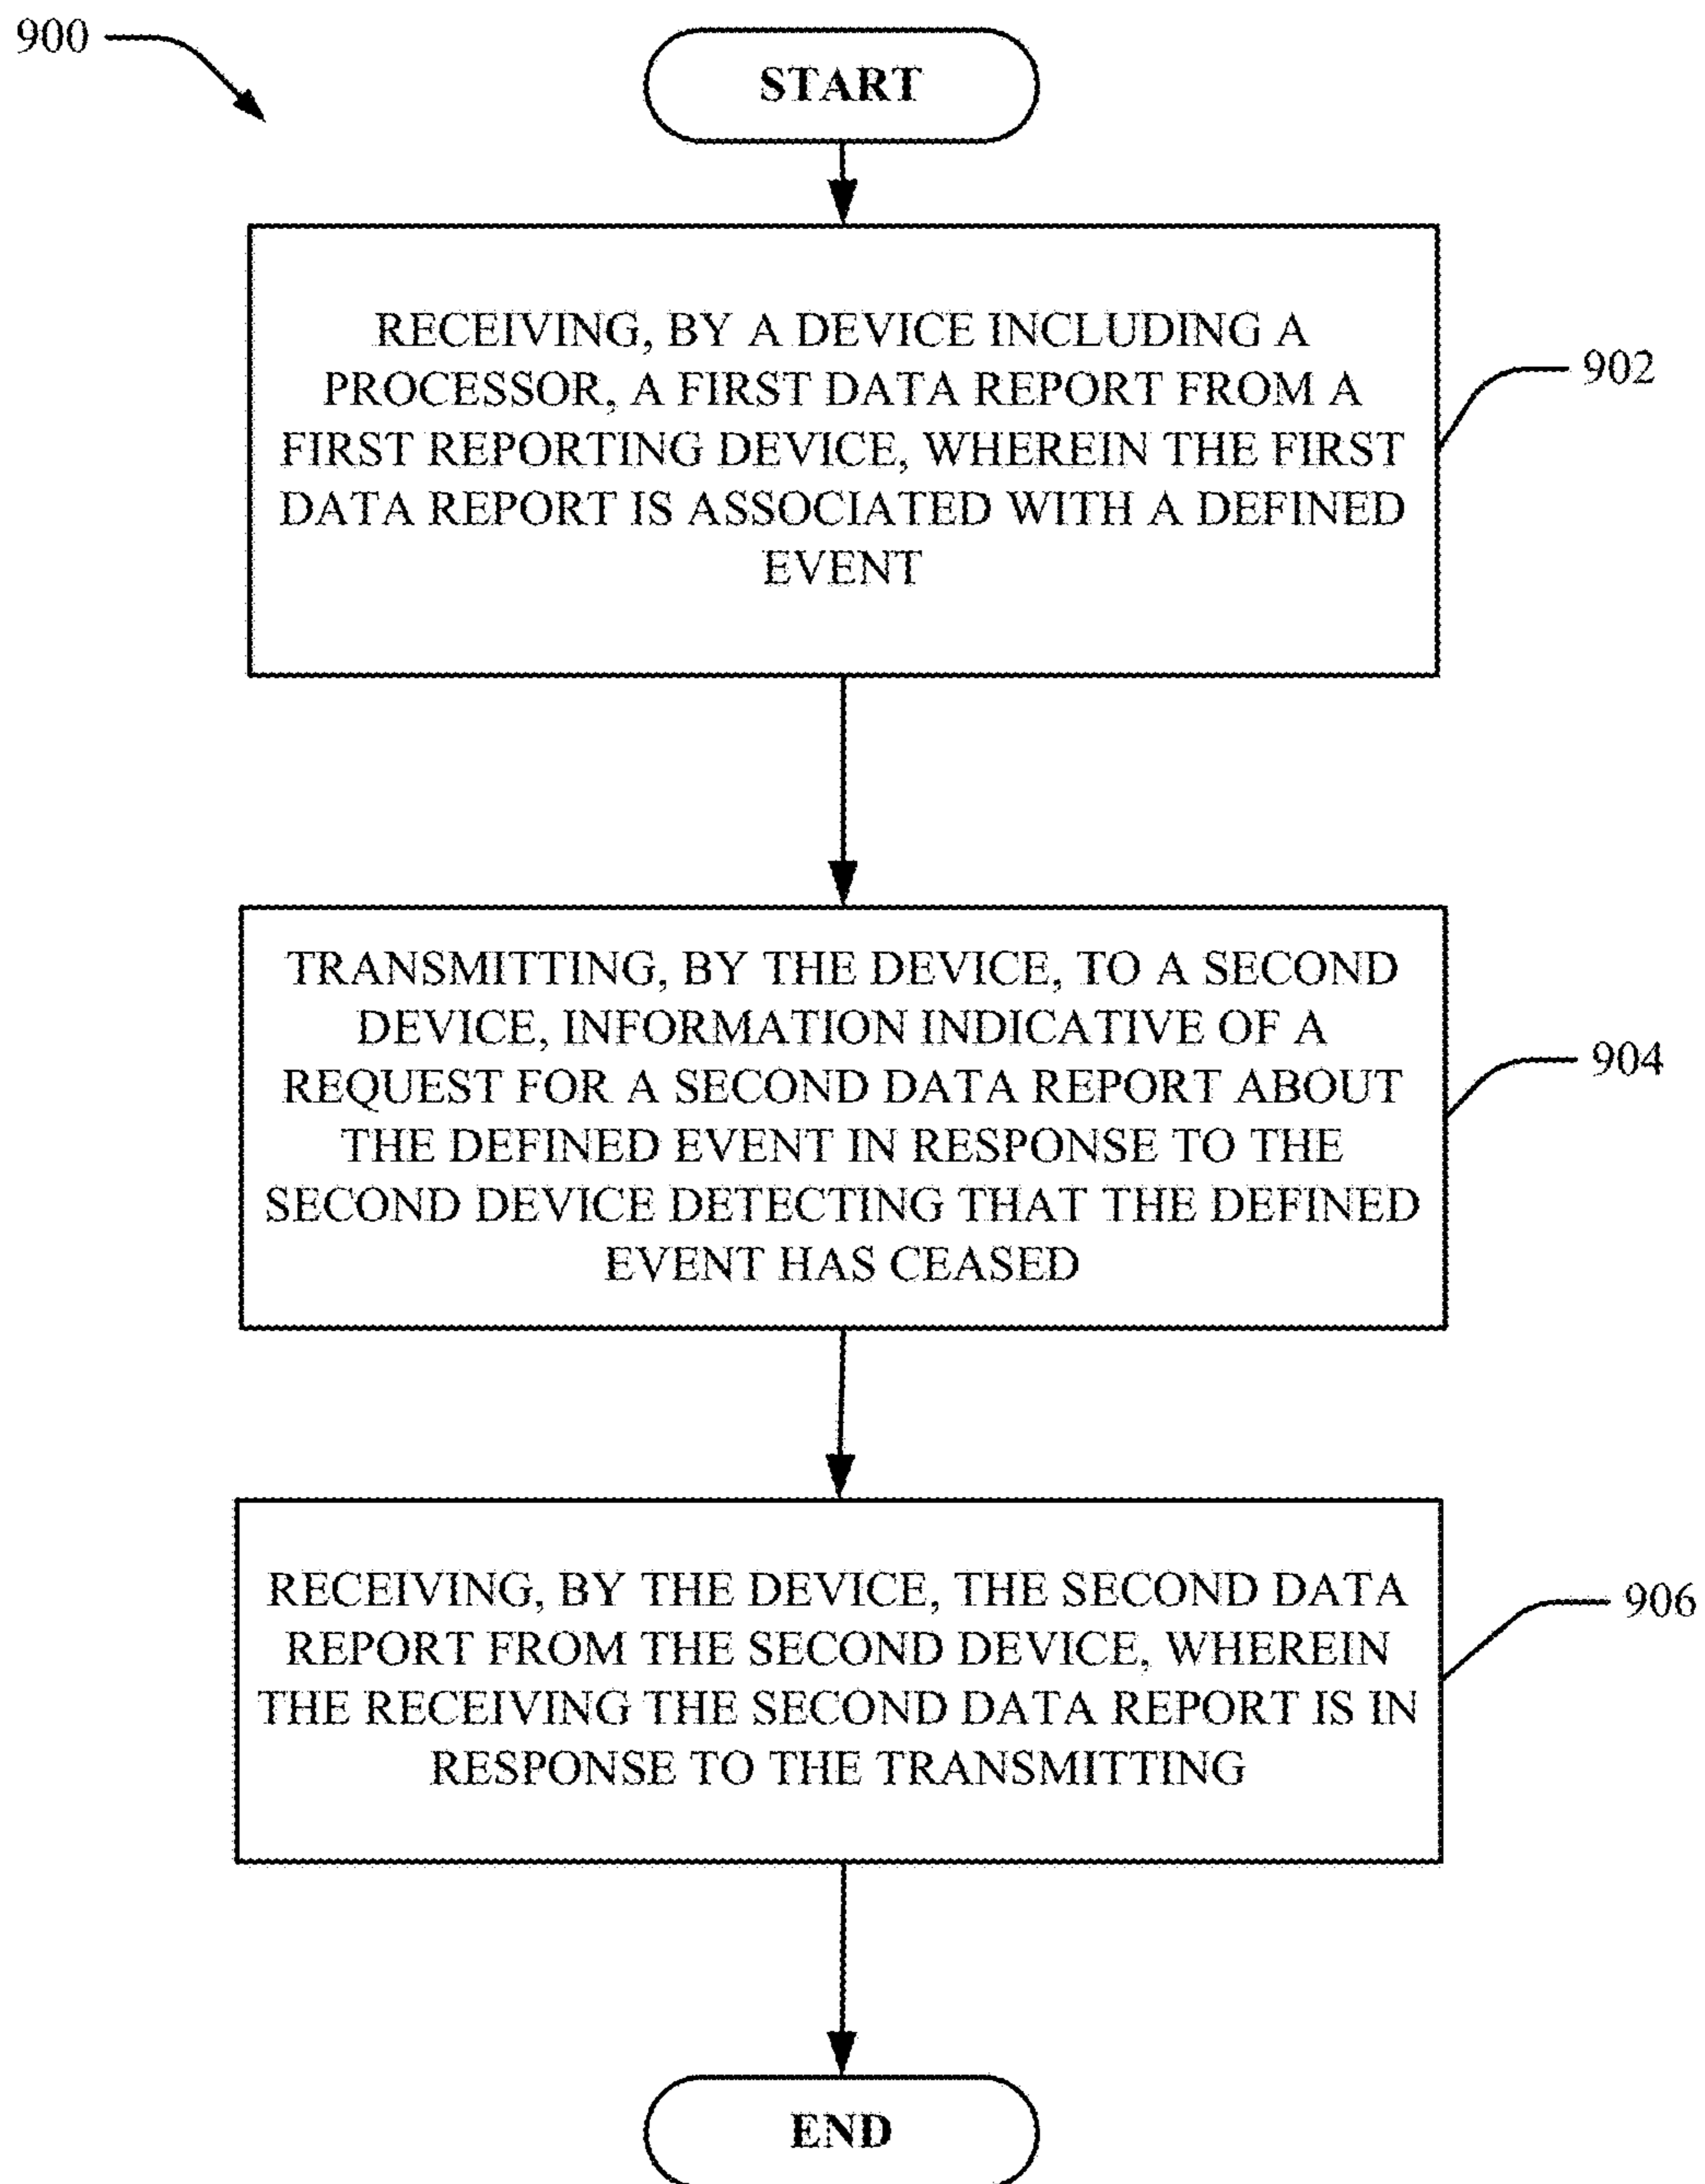 900
START
RECEIVING, BY A DEVICE INCLUDING A
PROCESSOR, A FIRST DATA REPORT FROM A
FIRST REPORTING DEVICE, WHEREIN THE FIRST
DATA REPORT IS ASSOCIATED WITH A DEFINED
EVENT
902
TRANSMITTING, BY THE DEVICE, TO A SECOND
DEVICE, INFORMATION INDICATIVE OF A
REQUEST FOR A SECOND DATA REPORT ABOUT
THE DEFINED EVENT IN RESPONSE TO THE
SECOND DEVICE DETECTING THAT THE DEFINED
EVENT HAS CEASED
904
RECEIVING, BY THE DEVICE, THE SECOND DATA
REPORT FROM THE SECOND DEVICE, WHEREIN
THE RECEIVING THE SECOND DATA REPORT IS IN
RESPONSE TO THE TRANSMITTING
906
END